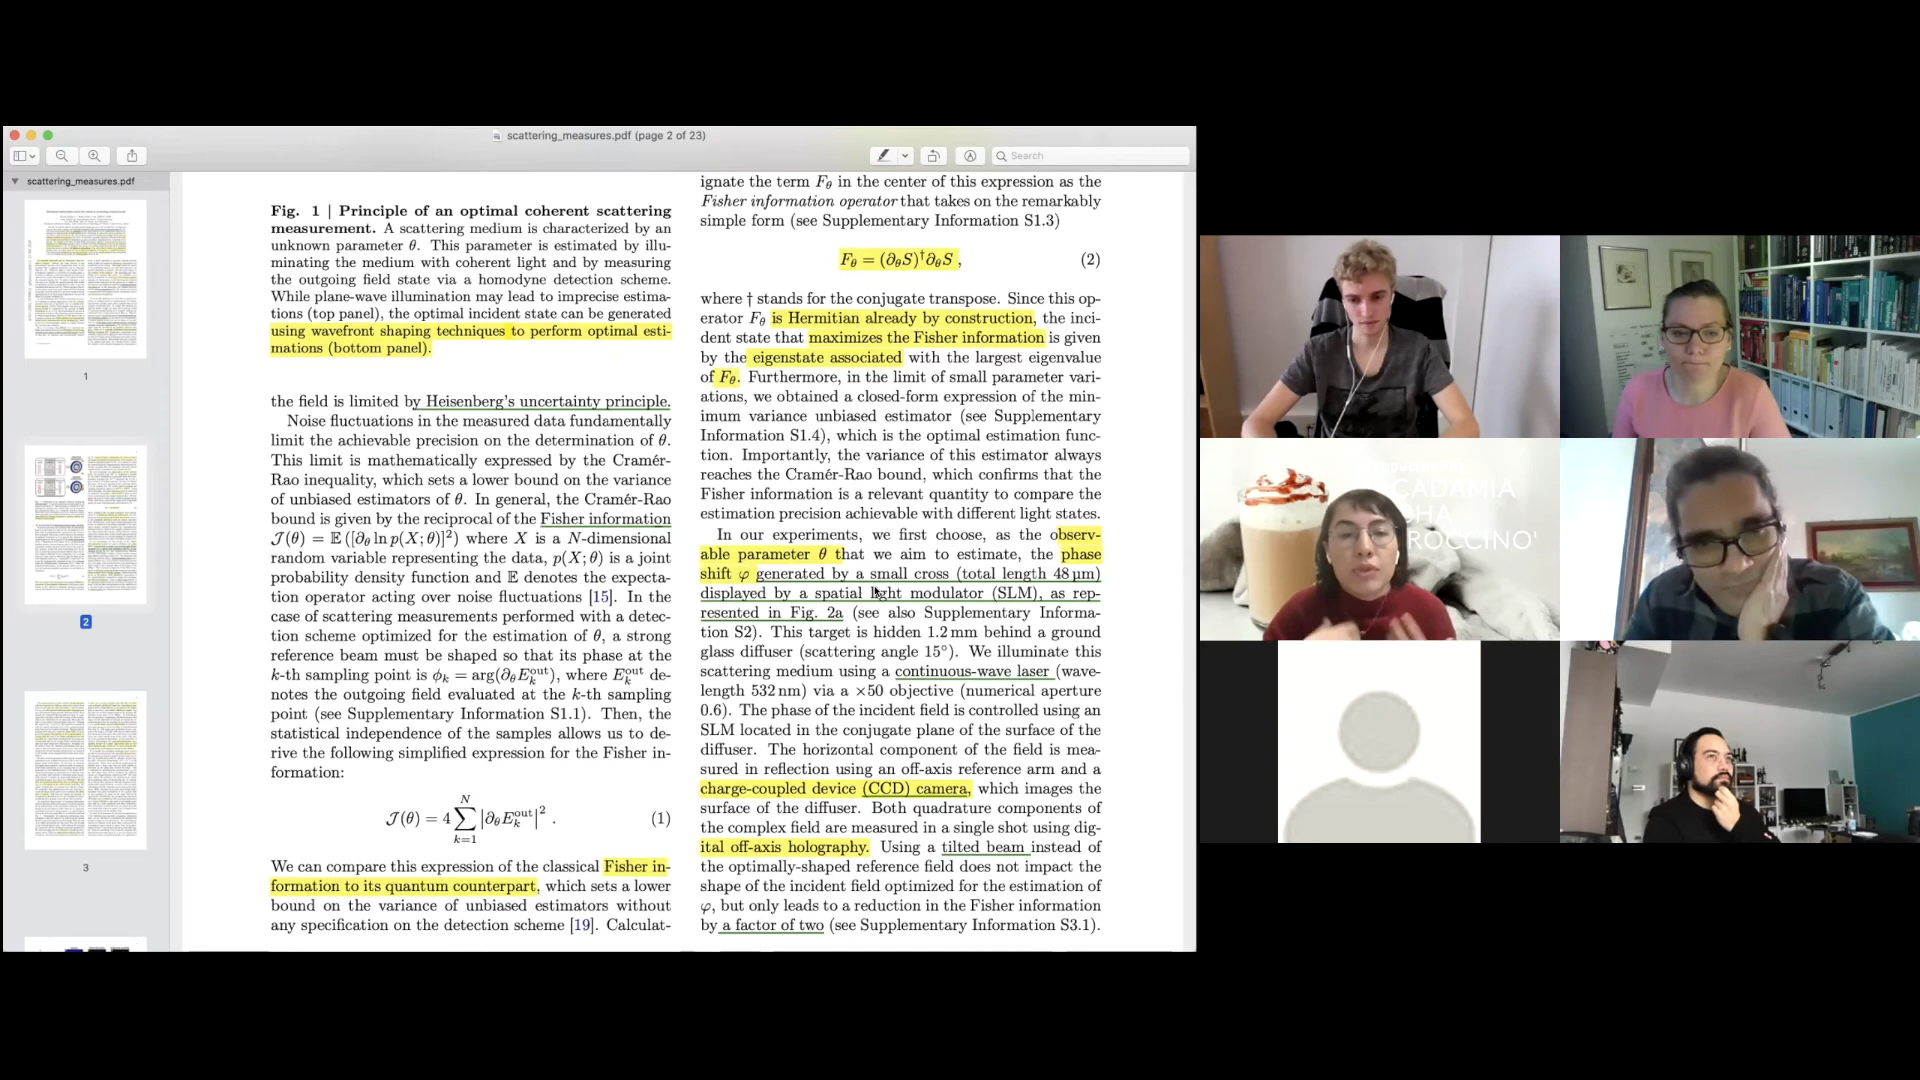 scattering_measures.pdf (page 2 of 23)
Search
scattering_measures.pdf
1
2
3
Fig. 1 | Principle of an optimal coherent scattering
measurement. A scattering medium is characterized by an
unknown parameter θ. This parameter is estimated by illu-
minating the medium with coherent light and by measuring
the outgoing field state via a homodyne detection scheme.
While plane-wave illumination may lead to imprecise estima-
tions (top panel), the optimal incident state can be generated
using wavefront shaping techniques to perform optimal esti-
mations (bottom panel).
the field is limited by Heisenberg's uncertainty principle.
Noise fluctuations in the measured data fundamentally
limit the achievable precision on the determination of θ.
This limit is mathematically expressed by the Cramér-
Rao inequality, which sets a lower bound on the variance
of unbiased estimators of θ. In general, the Cramér-Rao
bound is given by the reciprocal of the Fisher information
𝒥(θ) = 𝔼([∂θ ln p(X; θ)]²) where X is a N-dimensional
random variable representing the data, p(X; θ) is a joint
probability density function and 𝔼 denotes the expecta-
tion operator acting over noise fluctuations [15]. In the
case of scattering measurements performed with a detec-
tion scheme optimized for the estimation of θ, a strong
reference beam must be shaped so that its phase at the
k-th sampling point is ϕk = arg(∂θEkout), where Ekout de-
notes the outgoing field evaluated at the k-th sampling
point (see Supplementary Information S1.1). Then, the
statistical independence of the samples allows us to de-
rive the following simplified expression for the Fisher in-
formation:
𝒥(θ) = 4 ∑k=1N |∂θEkout|² . (1)
We can compare this expression of the classical Fisher in-
formation to its quantum counterpart, which sets a lower
bound on the variance of unbiased estimators without
any specification on the detection scheme [19]. Calculat-
ignate the term Fθ in the center of this expression as the
Fisher information operator that takes on the remarkably
simple form (see Supplementary Information S1.3)
Fθ = (∂θS)†∂θS , (2)
where † stands for the conjugate transpose. Since this op-
erator Fθ is Hermitian already by construction, the inci-
dent state that maximizes the Fisher information is given
by the eigenstate associated with the largest eigenvalue
of Fθ. Furthermore, in the limit of small parameter vari-
ations, we obtained a closed-form expression of the min-
imum variance unbiased estimator (see Supplementary
Information S1.4), which is the optimal estimation func-
tion. Importantly, the variance of this estimator always
reaches the Cramér-Rao bound, which confirms that the
Fisher information is a relevant quantity to compare the
estimation precision achievable with different light states.
In our experiments, we first choose, as the observ-
able parameter θ that we aim to estimate, the phase
shift φ generated by a small cross (total length 48 µm)
displayed by a spatial light modulator (SLM), as rep-
resented in Fig. 2a (see also Supplementary Informa-
tion S2). This target is hidden 1.2 mm behind a ground
glass diffuser (scattering angle 15°). We illuminate this
scattering medium using a continuous-wave laser (wave-
length 532 nm) via a ×50 objective (numerical aperture
0.6). The phase of the incident field is controlled using an
SLM located in the conjugate plane of the surface of the
diffuser. The horizontal component of the field is mea-
sured in reflection using an off-axis reference arm and a
charge-coupled device (CCD) camera, which images the
surface of the diffuser. Both quadrature components of
the complex field are measured in a single shot using dig-
ital off-axis holography. Using a tilted beam instead of
the optimally-shaped reference field does not impact the
shape of the incident field optimized for the estimation of
φ, but only leads to a reduction in the Fisher information
by a factor of two (see Supplementary Information S3.1).
CADAMIA
CHA
ROCCINO'